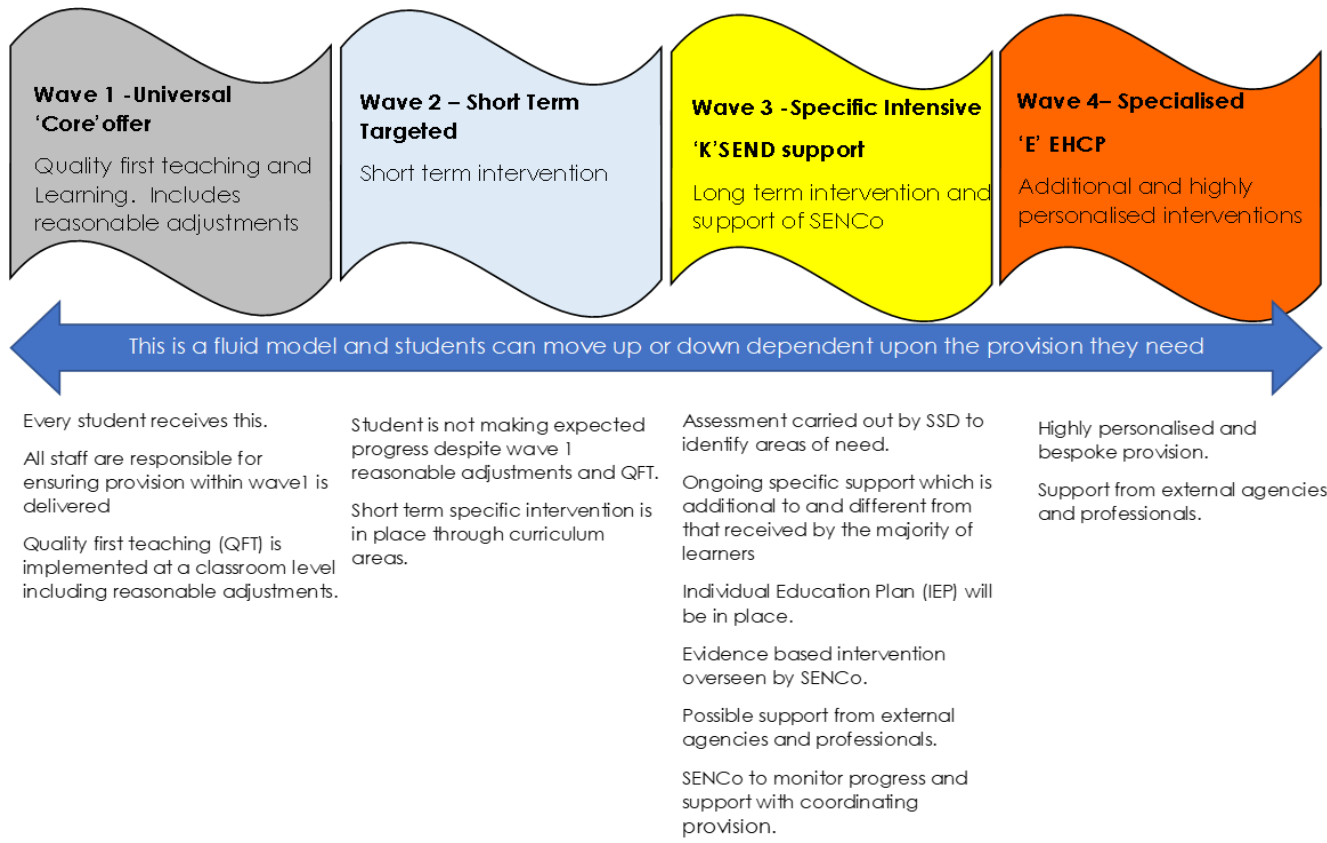 Wave 1 -Universal
‘Core’ offer
Quality first teaching and
Learning. Includes
reasonable adjustments
Wave 2 – Short Term
Targeted
Short term intervention
Wave 3 -Specific Intensive
‘K’SEND support
Long term intervention and
support of SENCo
Wave 4– Specialised
‘E’ EHCP
Additional and highly
personalised interventions
This is a fluid model and students can move up or down dependent upon the provision they need
Every student receives this.
All staff are responsible for
ensuring provision within wave1 is
delivered
Quality first teaching (QFT) is
implemented at a classroom level
including reasonable adjustments.
Student is not making expected
progress despite wave 1
reasonable adjustments and QFT.
Short term specific intervention is
in place through curriculum
areas.
Assessment carried out by SSD to
identify areas of need.
Ongoing specific support which is
additional to and different from
that received by the majority of
learners
Individual Education Plan (IEP) will
be in place.
Evidence based intervention
overseen by SENCo.
Possible support from external
agencies and professionals.
SENCo to monitor progress and
support with coordinating
provision.
Highly personalised and
bespoke provision.
Support from external agencies
and professionals.